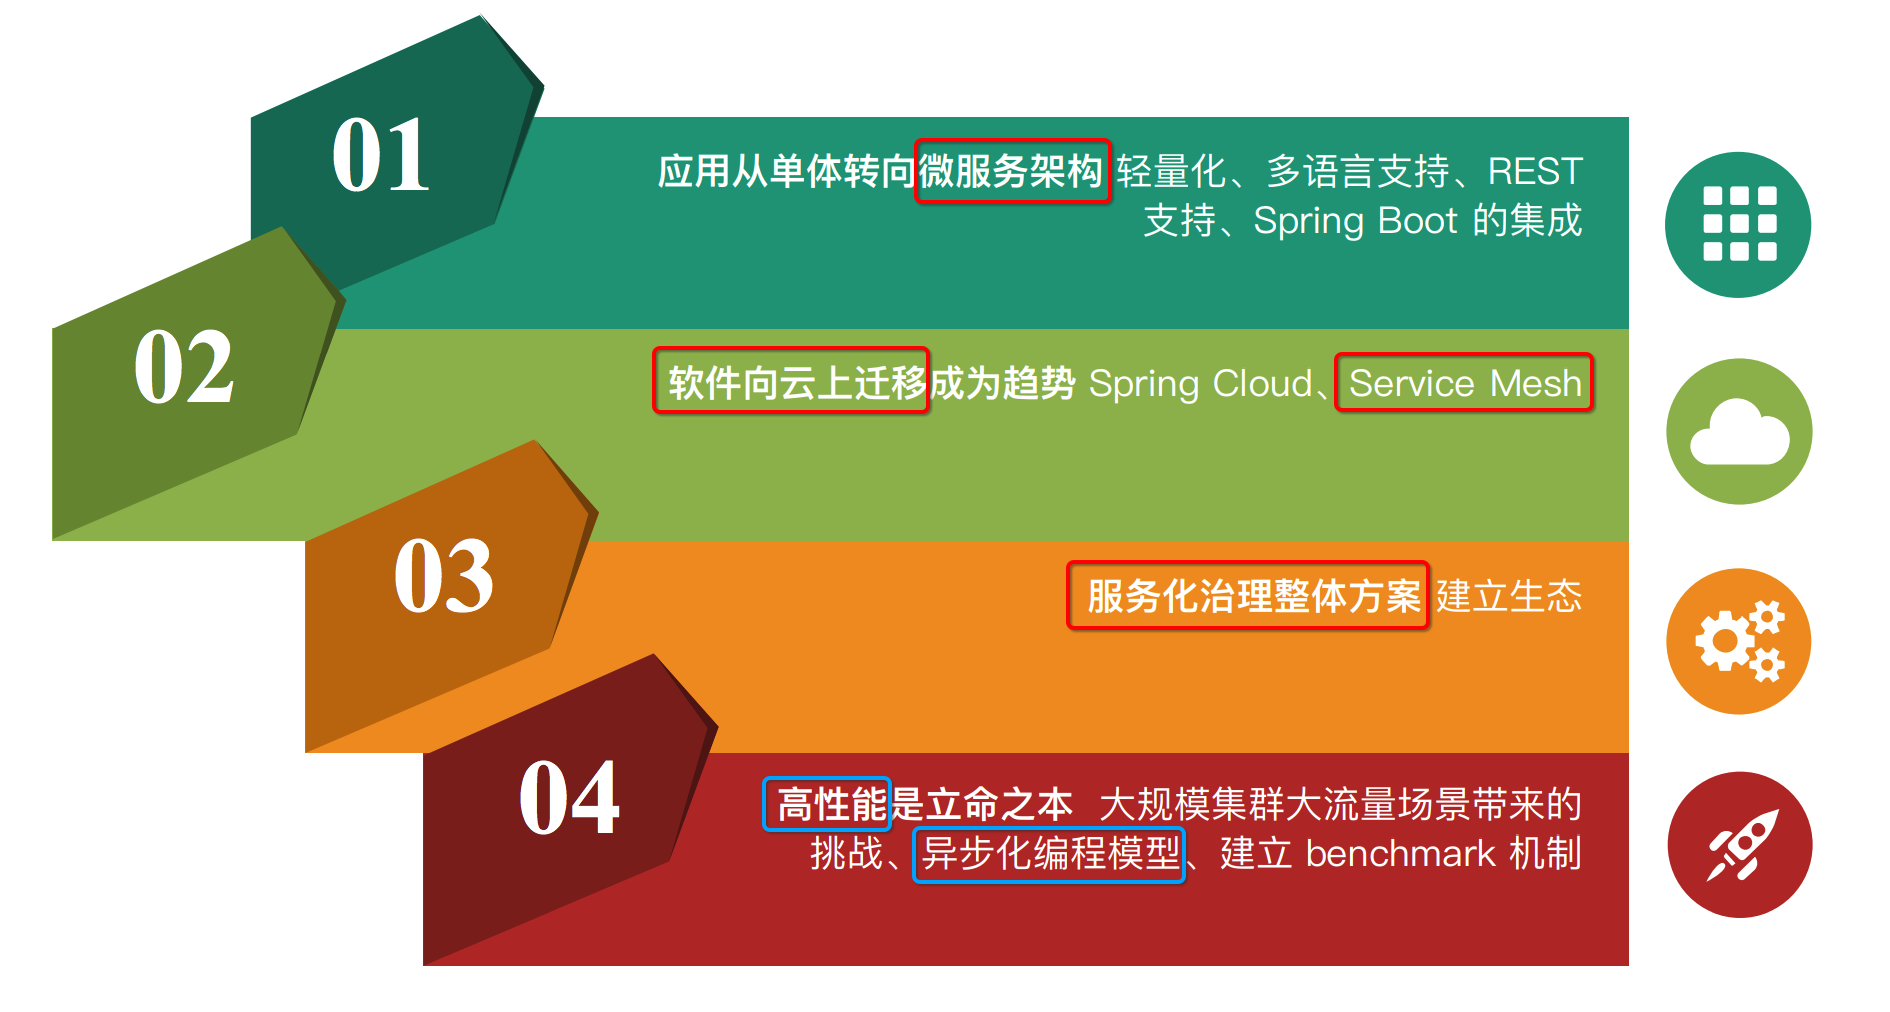 01
应用从单体转向微服务架构 轻量化、多语言支持、REST
支持、Spring Boot 的集成
02
软件向云上迁移成为趋势 Spring Cloud、Service Mesh
03
服务化治理整体方案 建立生态
04
高性能是立命之本 大规模集群大流量场景带来的
挑战、异步化编程模型、建立 benchmark 机制